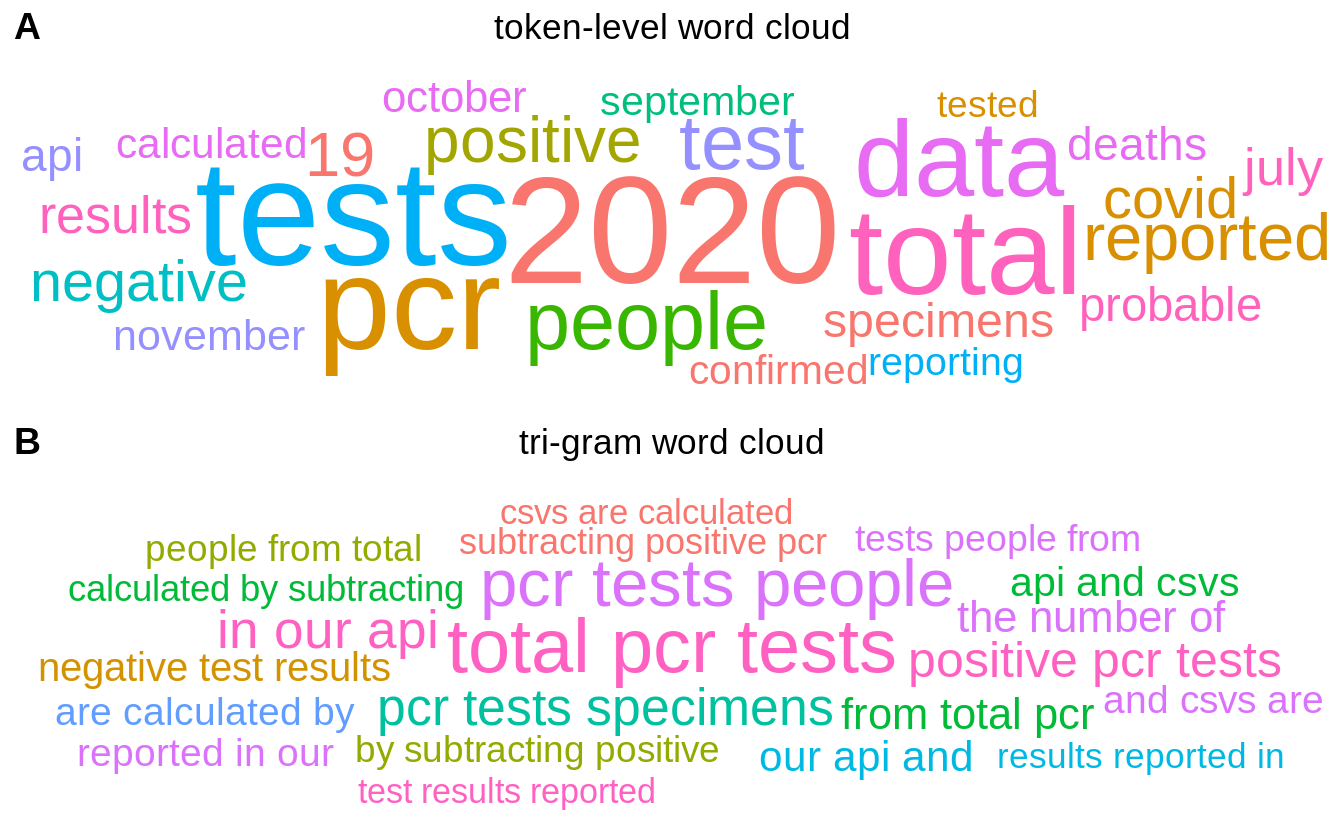 A
token-level word cloud
october
september
tested
api
calculated
19
positive
test
data
deaths
july
results
tests
2020
total
covid
reported
negative
pcr
people
specimens
probable
november
confirmed
reporting
B
tri-gram word cloud
csvs are calculated
people from total
subtracting positive pcr
tests people from
calculated by subtracting
pcr tests people
api and csvs
in our api
total pcr tests
the number of
negative test results
positive pcr tests
are calculated by
pcr tests specimens
from total pcr
and csvs are
reported in our
by subtracting positive
our api and
results reported in
test results reported